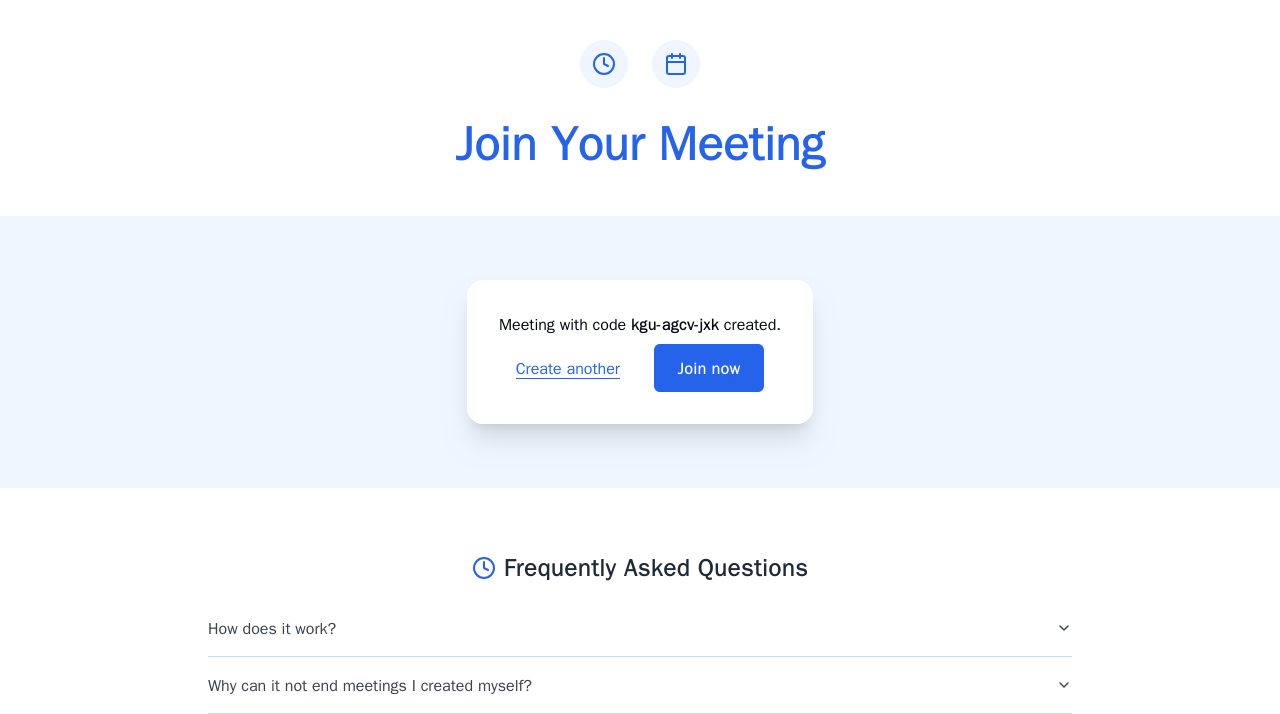 Join Your Meeting
Meeting with code kgu-agcv-jxk created.
Create another
Join now
Frequently Asked Questions
How does it work?
Why can it not end meetings I created myself?